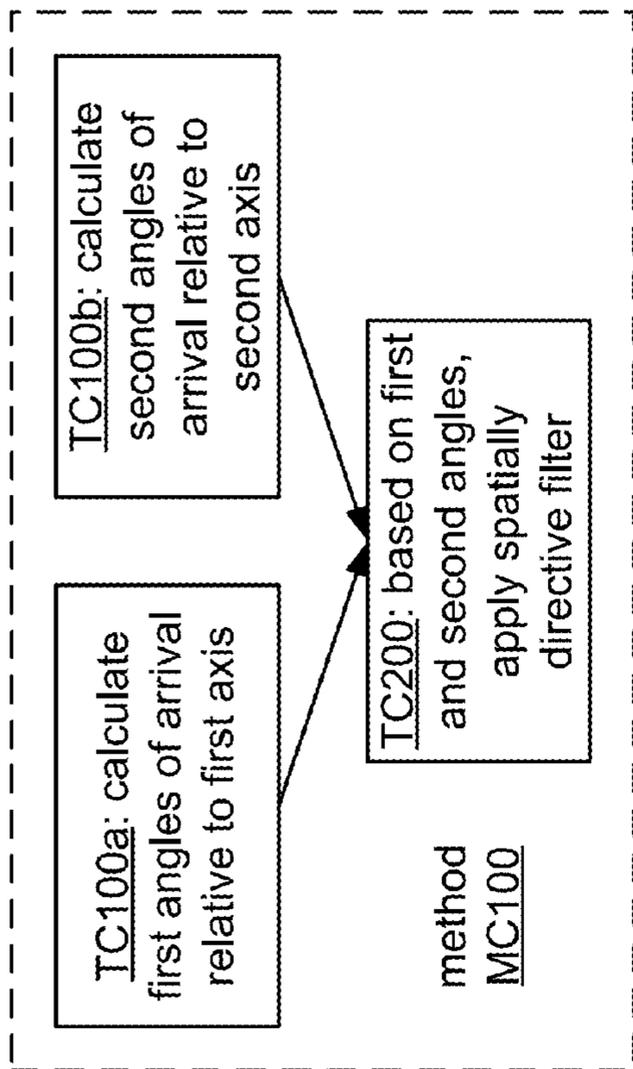 TC100a: calculate
first angles of arrival
relative to first axis
TC100b: calculate
second angles of
arrival relative to
second axis
TC200: based on first
and second angles,
apply spatially
directive filter
method
MC100